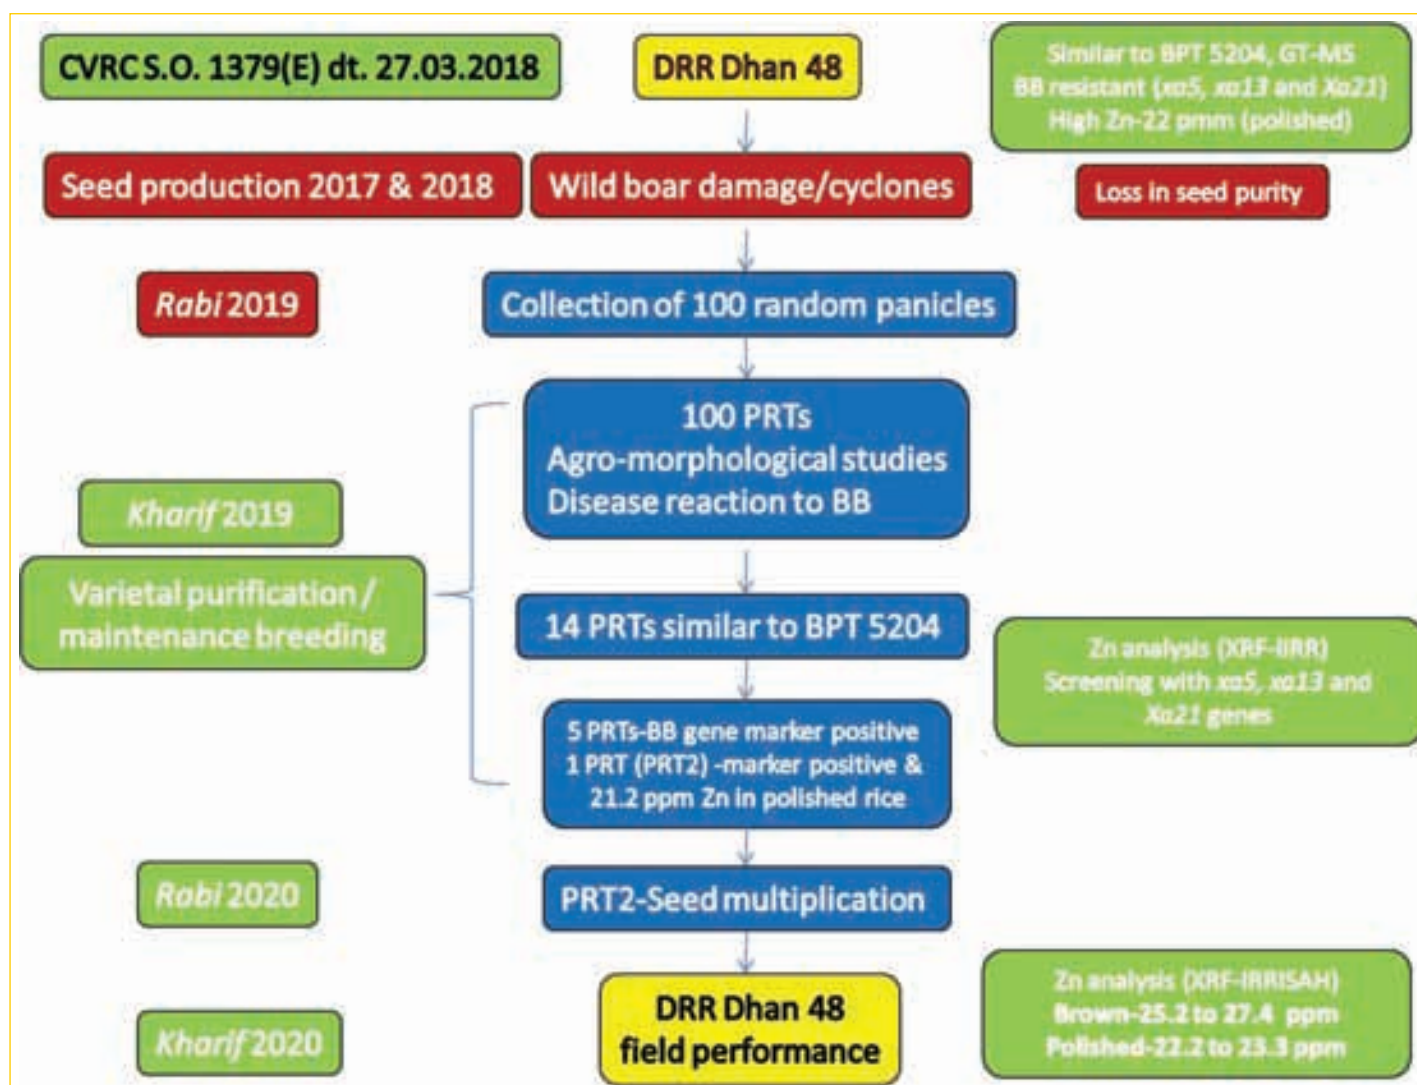 CVRC S.O. 1379(E) dt. 27.03.2018
DRR Dhan 48
Similar to BPT 5204, GT-MS
BB resistant (xa5, xa13 and Xa21)
High Zn-22 pmm (polished)
Seed production 2017 & 2018
Wild boar damage/cyclones
Loss in seed purity
Rabi 2019
Collection of 100 random panicles
100 PRTs
Agro-morphological studies
Disease reaction to BB
Kharif 2019
Varietal purification /
maintenance breeding
14 PRTs similar to BPT 5204
Zn analysis (XRF-IIRR)
Screening with xa5, xa13 and
Xa21 genes
5 PRTs-BB gene marker positive
1 PRT (PRT2) -marker positive &
21.2 ppm Zn in polished rice
Rabi 2020
PRT2-Seed multiplication
Kharif 2020
DRR Dhan 48
field performance
Zn analysis (XRF-IRRISAH)
Brown-25.2 to 27.4 ppm
Polished-22.2 to 23.3 ppm